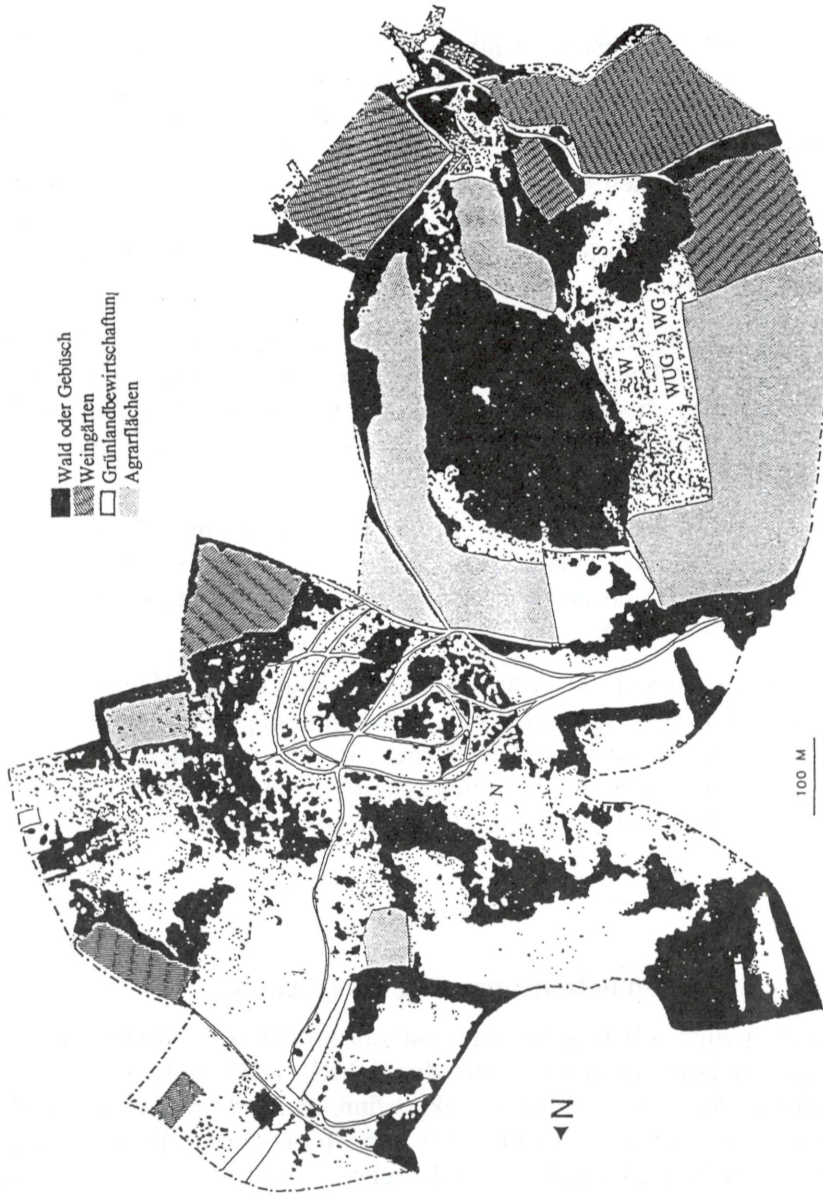 Wald oder Gebüsch
Weingärten
Grünlandbewirtschaftung
Agrarflächen
S
W
WUG
WG
N
100 M
N